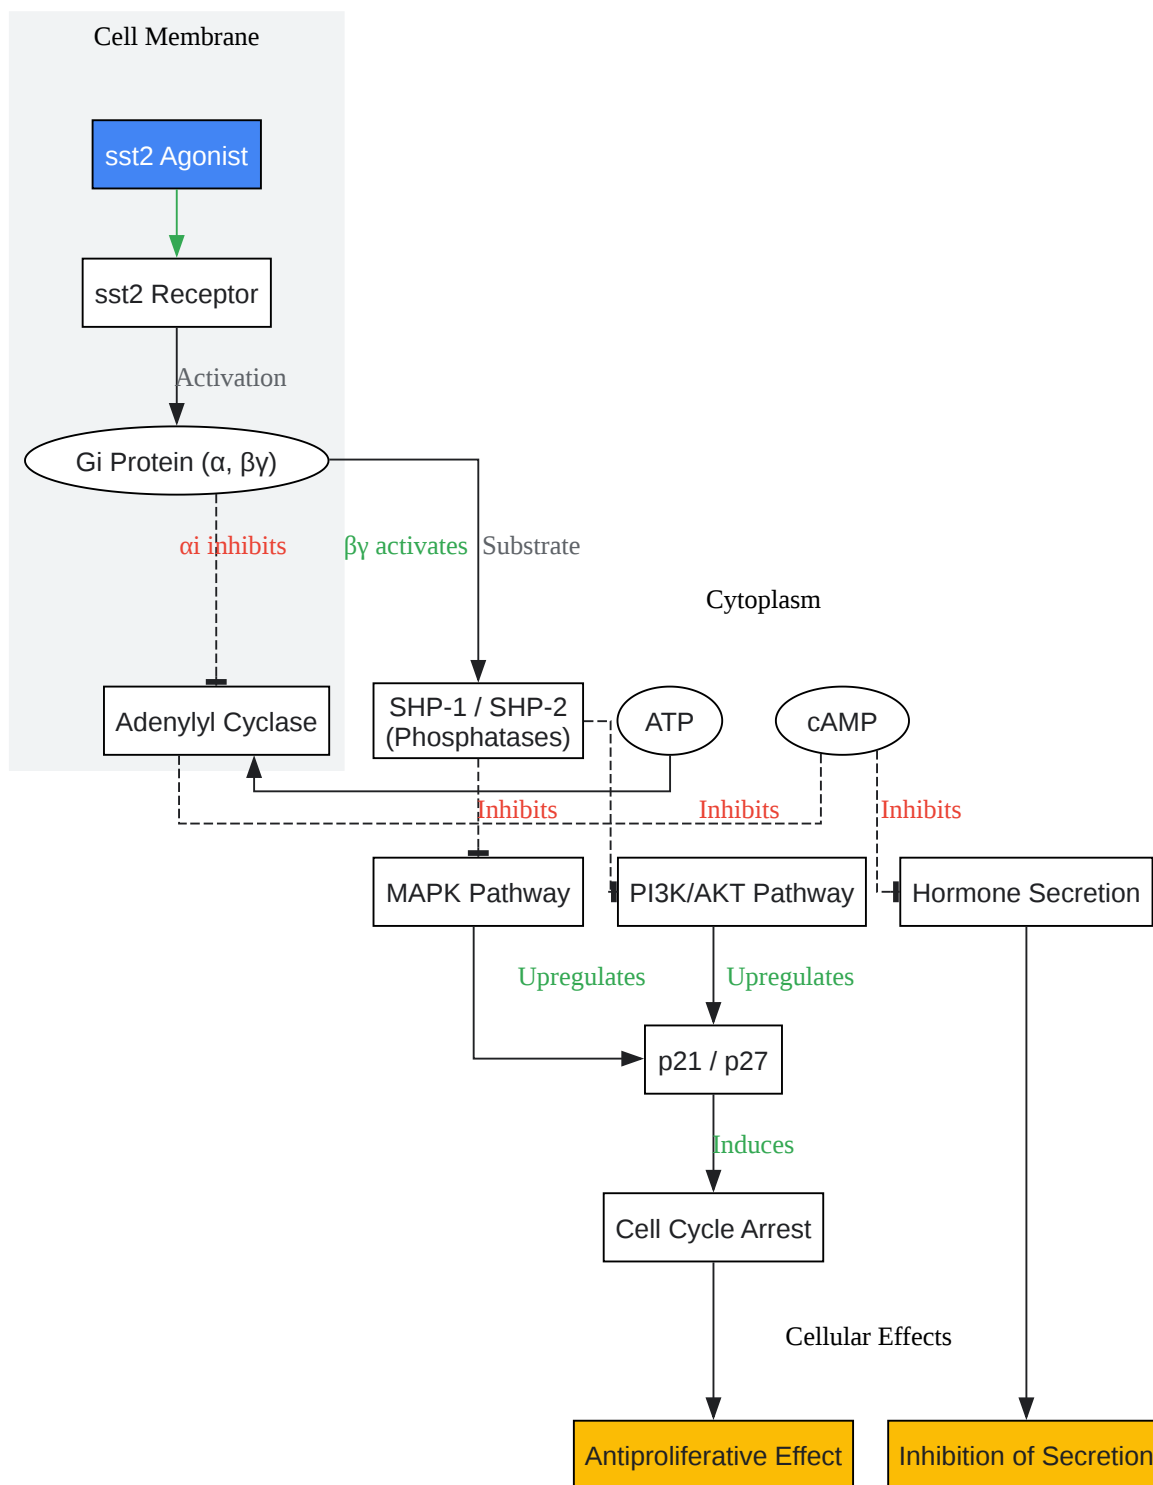 Cell Membrane
sst2 Agonist
sst2 Receptor
Activation
Gi Protein (α, βγ)
αi inhibits
βγ activates
Substrate
Cytoplasm
Adenylyl Cyclase
SHP-1 / SHP-2
(Phosphatases)
ATP
cAMP
Inhibits
Inhibits
Inhibits
MAPK Pathway
PI3K/AKT Pathway
Hormone Secretion
Upregulates
Upregulates
p21 / p27
Induces
Cell Cycle Arrest
Cellular Effects
Antiproliferative Effect
Inhibition of Secretion